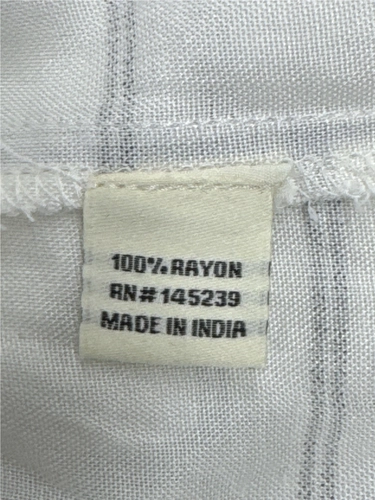 100% RAYON
RN# 145239
MADE IN INDIA